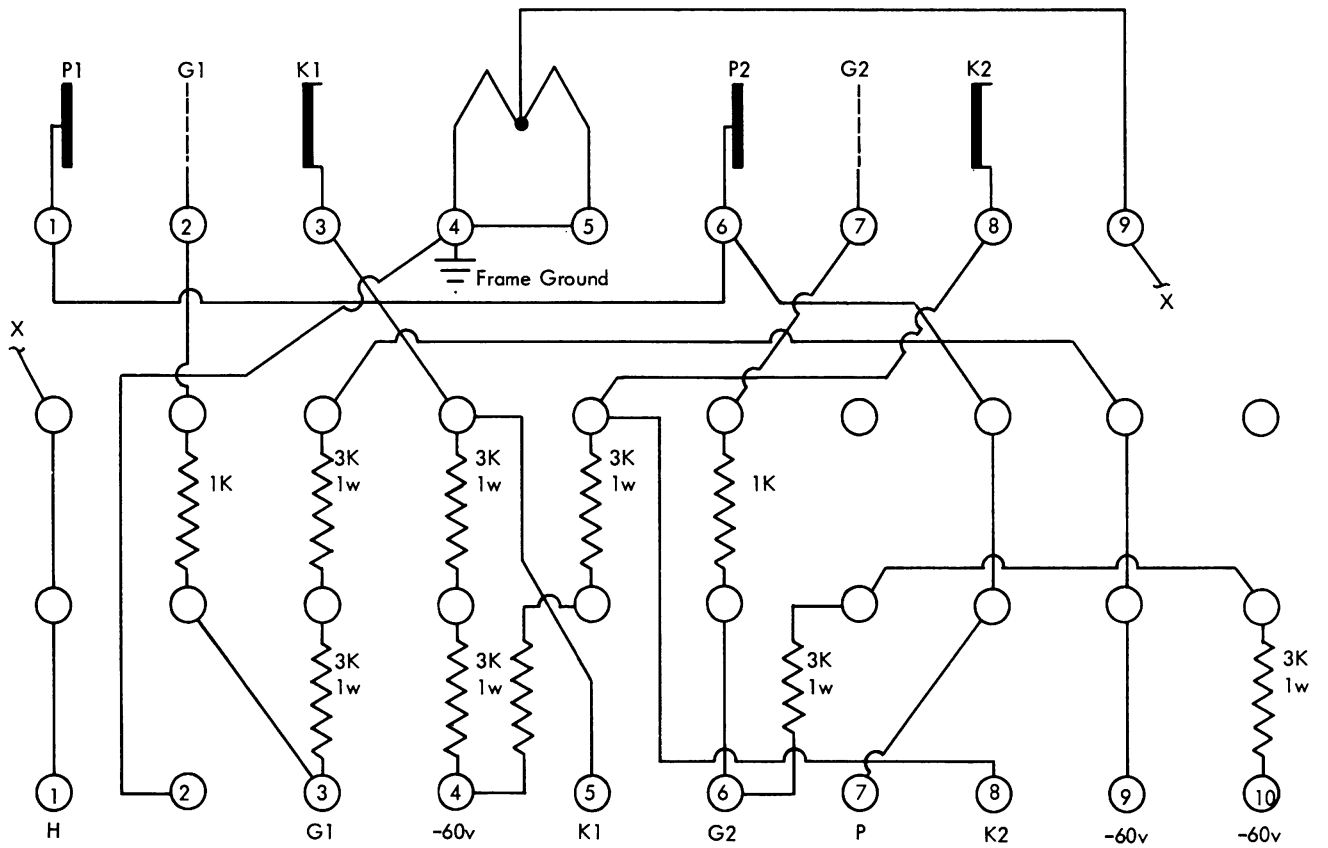 P1 G1 K1 P2 G2 K2
1 2 3 4 5 6 7 8 9
Frame Ground
X
X
1K 3K 1w 3K 1w 3K 1w 1K
3K 1w 3K 1w 3K 1w 3K 1w
1 2 3 4 5 6 7 8 9 10
H G1 -60v K1 G2 P K2 -60v -60v